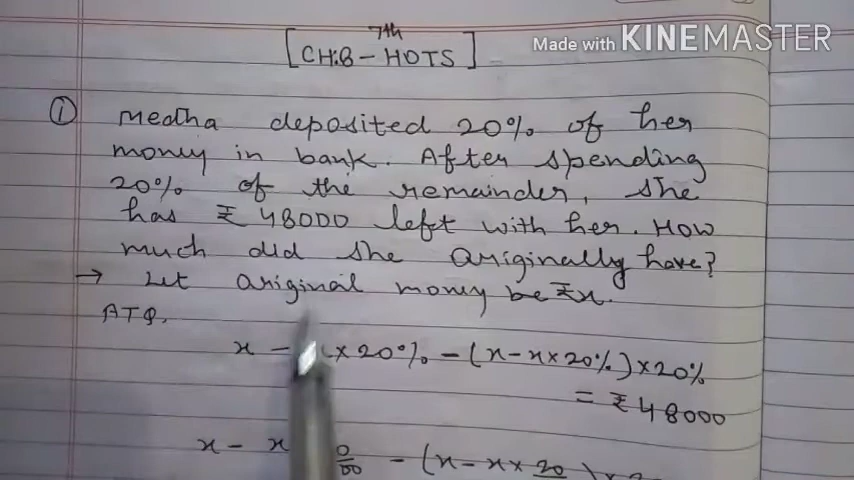 7th
[CH:8 - HOTS]
Made with KINEMASTER
① Medha deposited 20% of her
money in bank. After spending
20% of the remainder, she
has ₹ 48000 left with her. How
much did she originally have?
→ Let original money be ₹x.
ATQ,
x - x × 20% - (x - x × 20%) × 20%
= ₹ 48000
x - x - (x - x × 20